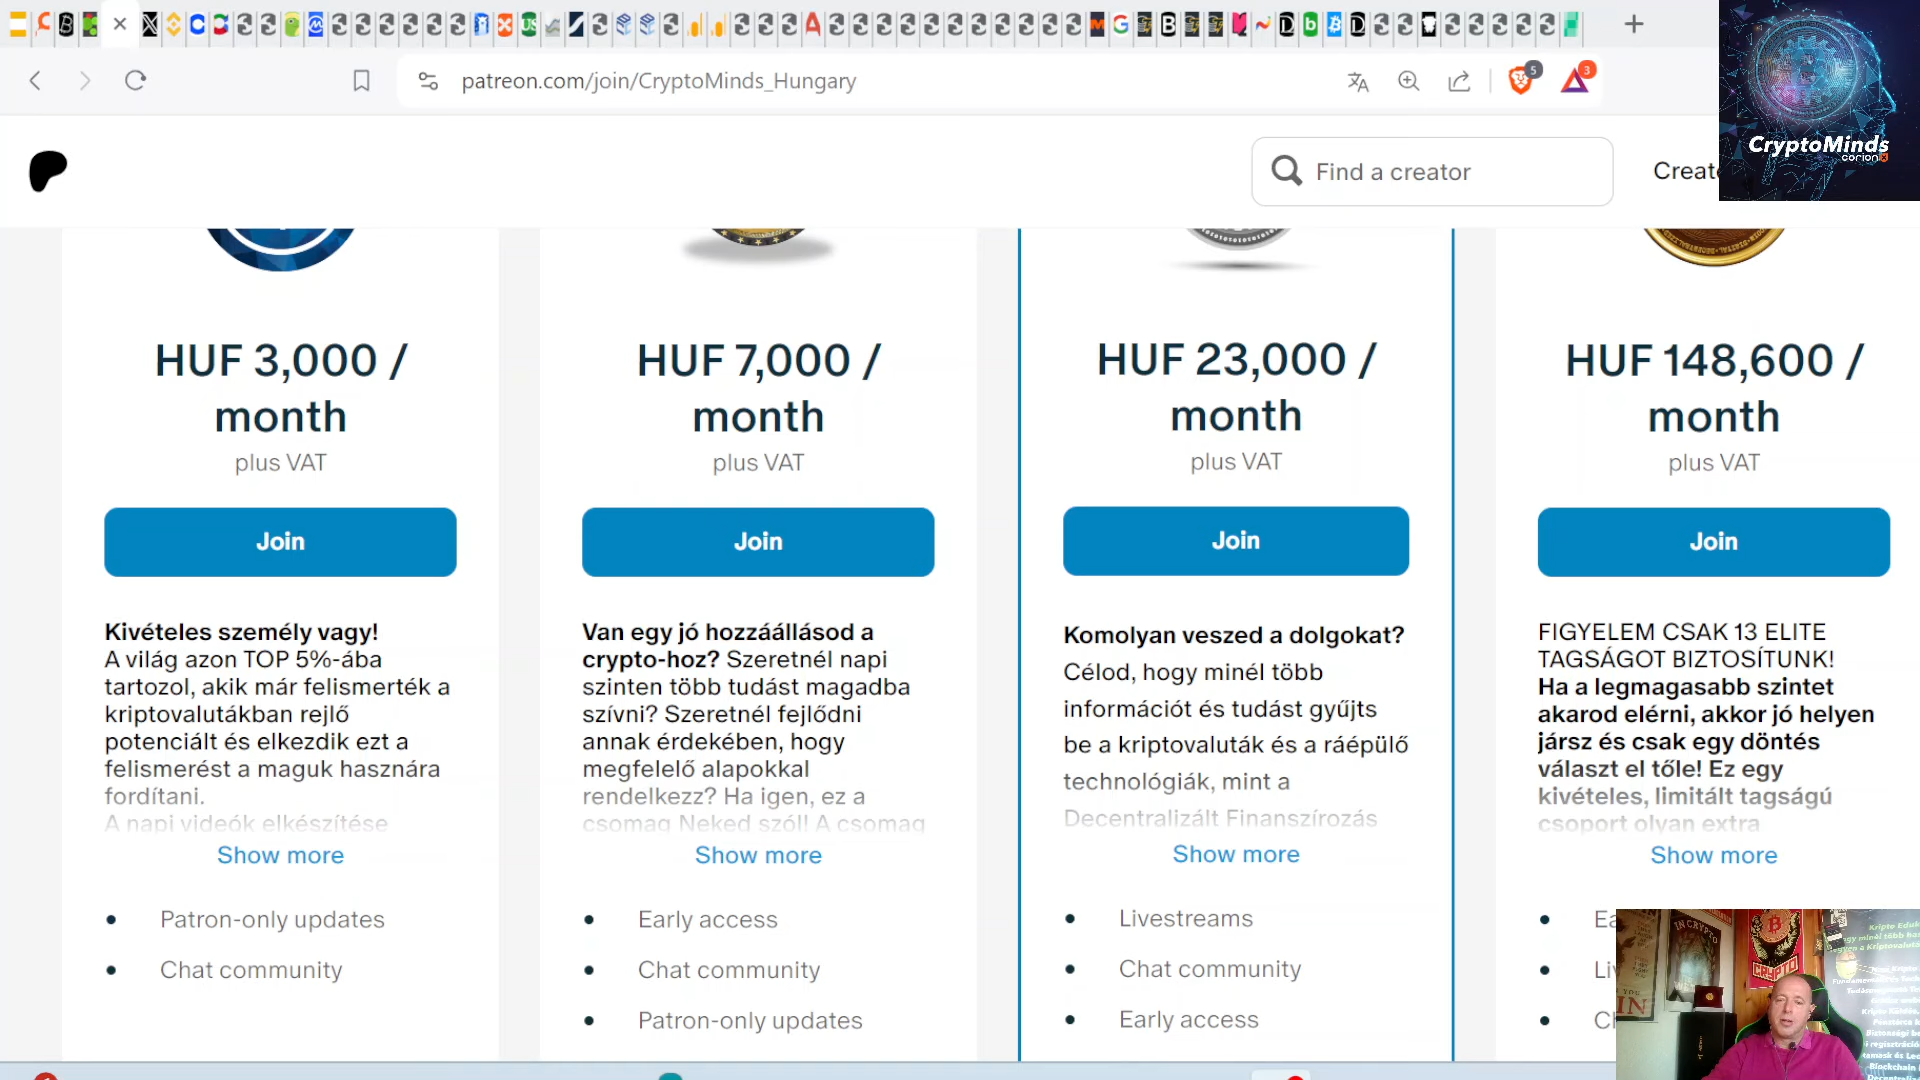 patreon.com/join/CryptoMinds_Hungary
5
3
CryptoMinds
corion
Find a creator
HUF 3,000 /
month
plus VAT
Join
Kivételes személy vagy!
A világ azon TOP 5%-ába
tartozol, akik már felismerték a
kriptovalutákban rejlő
potenciált és elkezdik ezt a
felismerést a maguk hasznára
fordítani.
A napi videók elkészítése
Show more
Patron-only updates
Chat community
HUF 7,000 /
month
plus VAT
Join
Van egy jó hozzáállásod a
crypto-hoz? Szeretnél napi
szinten több tudást magadba
szívni? Szeretnél fejlődni
annak érdekében, hogy
megfelelő alapokkal
rendelkezz? Ha igen, ez a
csomag Neked szól! A csomag
Show more
Early access
Chat community
Patron-only updates
HUF 23,000 /
month
plus VAT
Join
Komolyan veszed a dolgokat?
Célod, hogy minél több
információt és tudást gyűjts
be a kriptovaluták és a ráépülő
technológiák, mint a
Decentralizált Finanszírozás
Show more
Livestreams
Chat community
Early access
HUF 148,600 /
month
plus VAT
Join
FIGYELEM CSAK 13 ELITE
TAGSÁGOT BIZTOSÍTUNK!
Ha a legmagasabb szintet
akarod elérni, akkor jó helyen
jársz és csak egy döntés
választ el tőle! Ez egy
kivételes, limitált tagságú
csoport olyan extra
Show more
IN CRYPTO
CRYPTO